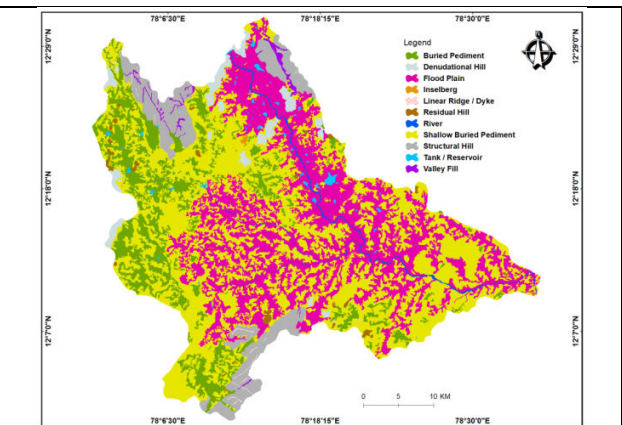 78°6'30"E
78°18'15"E
78°30'0"E
Legend
Buried Pediment
Denudational Hill
Flood Plain
Inselberg
Linear Ridge / Dyke
Residual Hill
River
Shallow Buried Pediment
Structural Hill
Tank / Reservoir
Valley Fill
12°29'0"N
12°29'0"N
12°18'0"N
12°18'0"N
12°7'0"N
12°7'0"N
0 5 10 KM
78°6'30"E
78°18'15"E
78°30'0"E